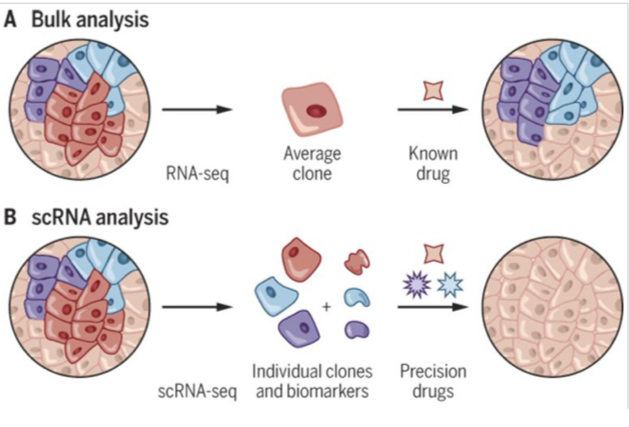 A Bulk analysis
RNA-seq
Average
clone
Known
drug
B scRNA analysis
+
scRNA-seq
Individual clones
and biomarkers
Precision
drugs